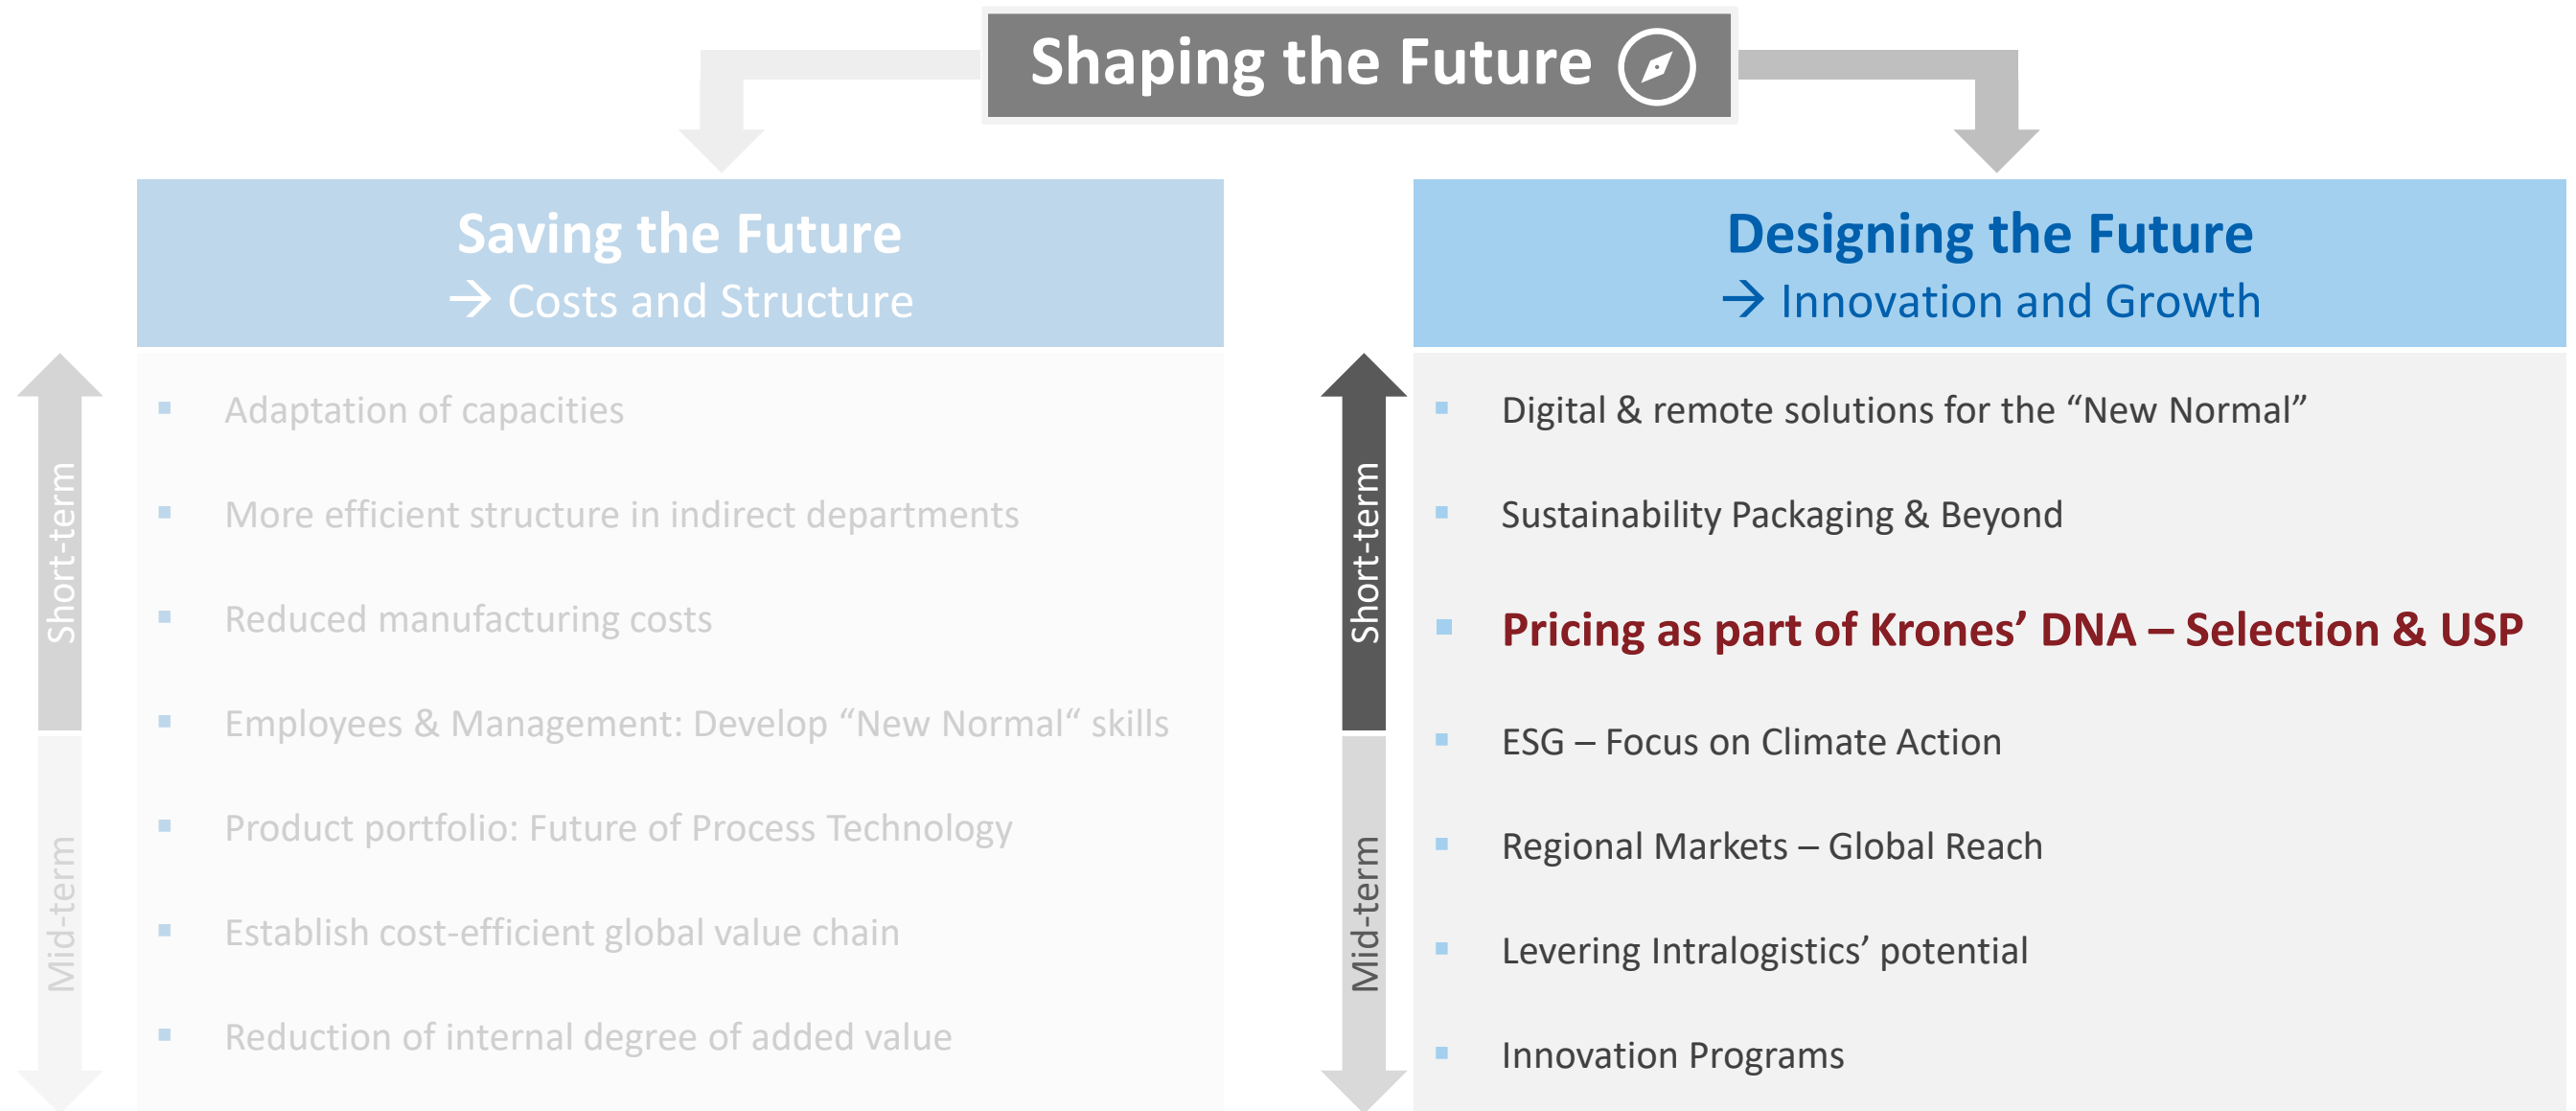 Shaping the Future
Saving the Future
→ Costs and Structure
Short-term
Mid-term
▪ Adaptation of capacities
▪ More efficient structure in indirect departments
▪ Reduced manufacturing costs
▪ Employees & Management: Develop “New Normal“ skills
▪ Product portfolio: Future of Process Technology
▪ Establish cost-efficient global value chain
▪ Reduction of internal degree of added value
Designing the Future
→ Innovation and Growth
Short-term
Mid-term
▪ Digital & remote solutions for the “New Normal”
▪ Sustainability Packaging & Beyond
▪ Pricing as part of Krones’ DNA – Selection & USP
▪ ESG – Focus on Climate Action
▪ Regional Markets – Global Reach
▪ Levering Intralogistics’ potential
▪ Innovation Programs